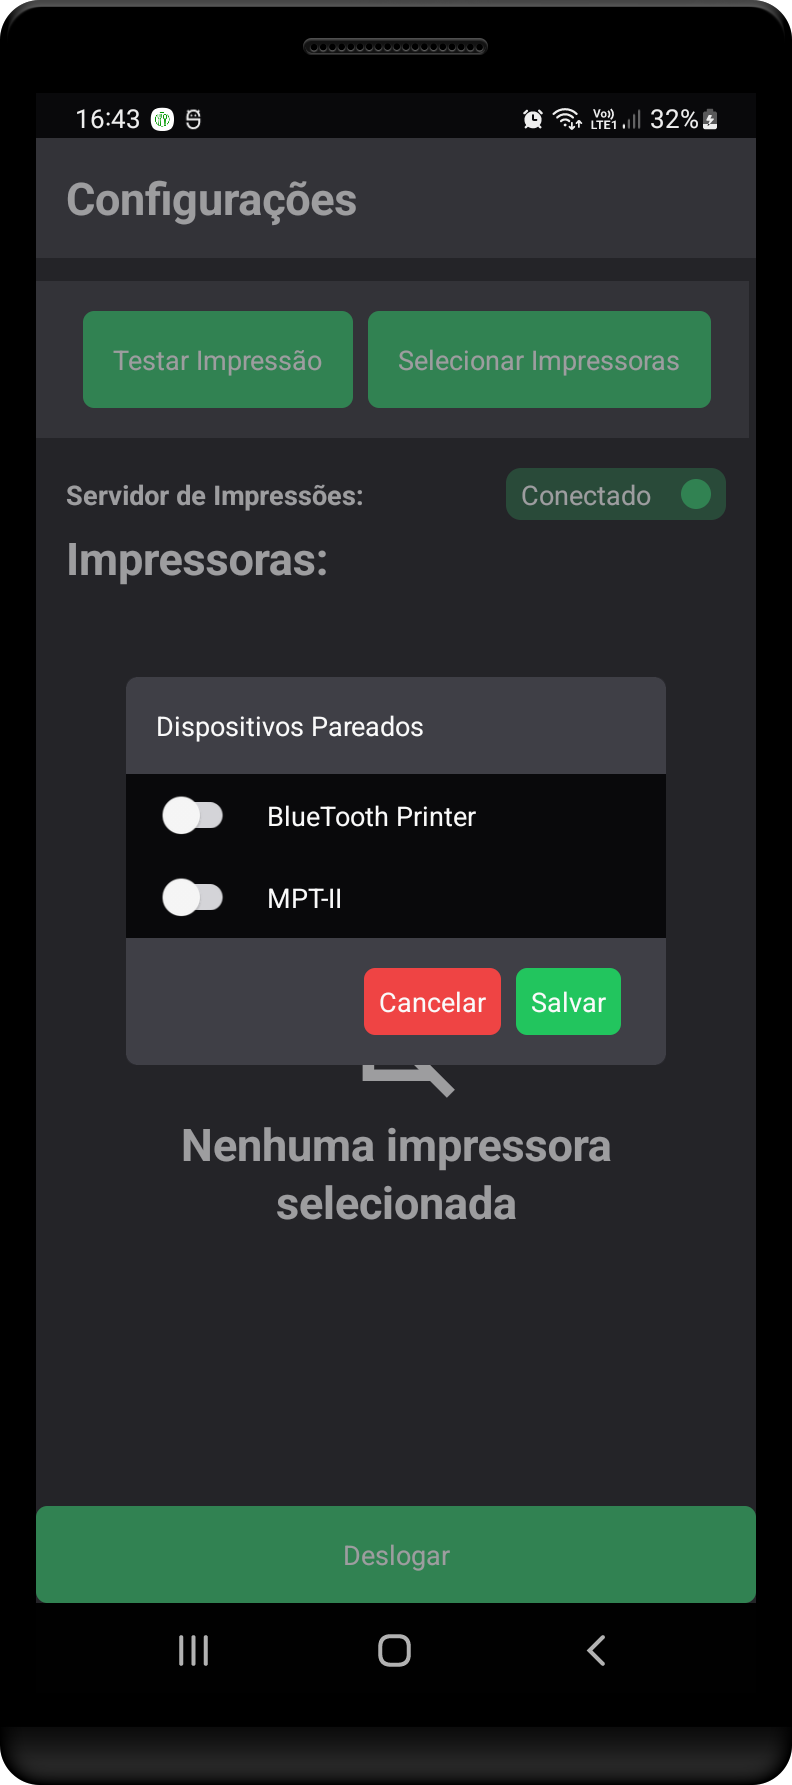 16:43
Vo)) LTE1 32%
Configurações
Testar Impressão Selecionar Impressoras
Servidor de Impressões: Conectado
Impressoras:
Dispositivos Pareados
BlueTooth Printer
MPT-II
Cancelar Salvar
Nenhuma impressora
selecionada
Deslogar